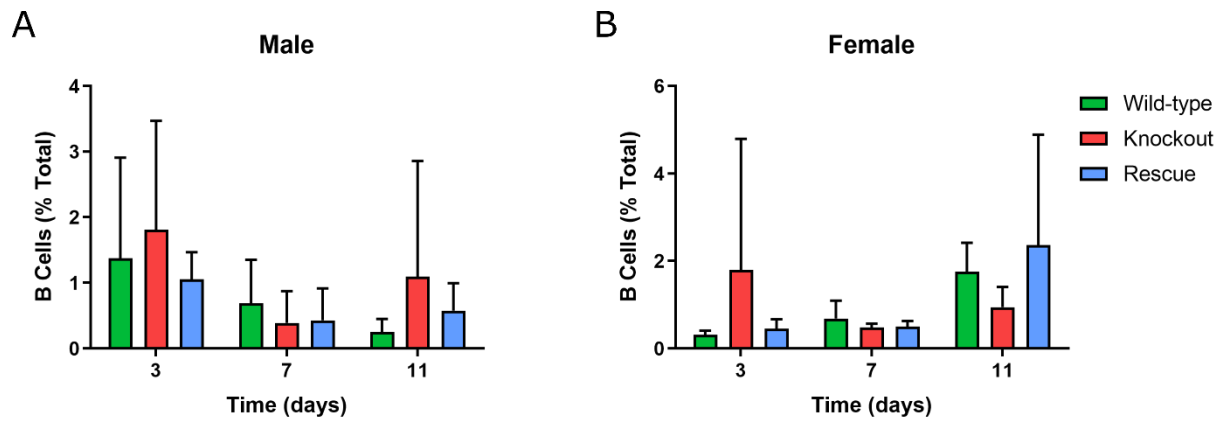 A
Male
B Cells (% Total)
4
3
2
1
0
3 7 11
Time (days)
B
Female
B Cells (% Total)
6
4
2
0
3 7 11
Time (days)
Wild-type
Knockout
Rescue